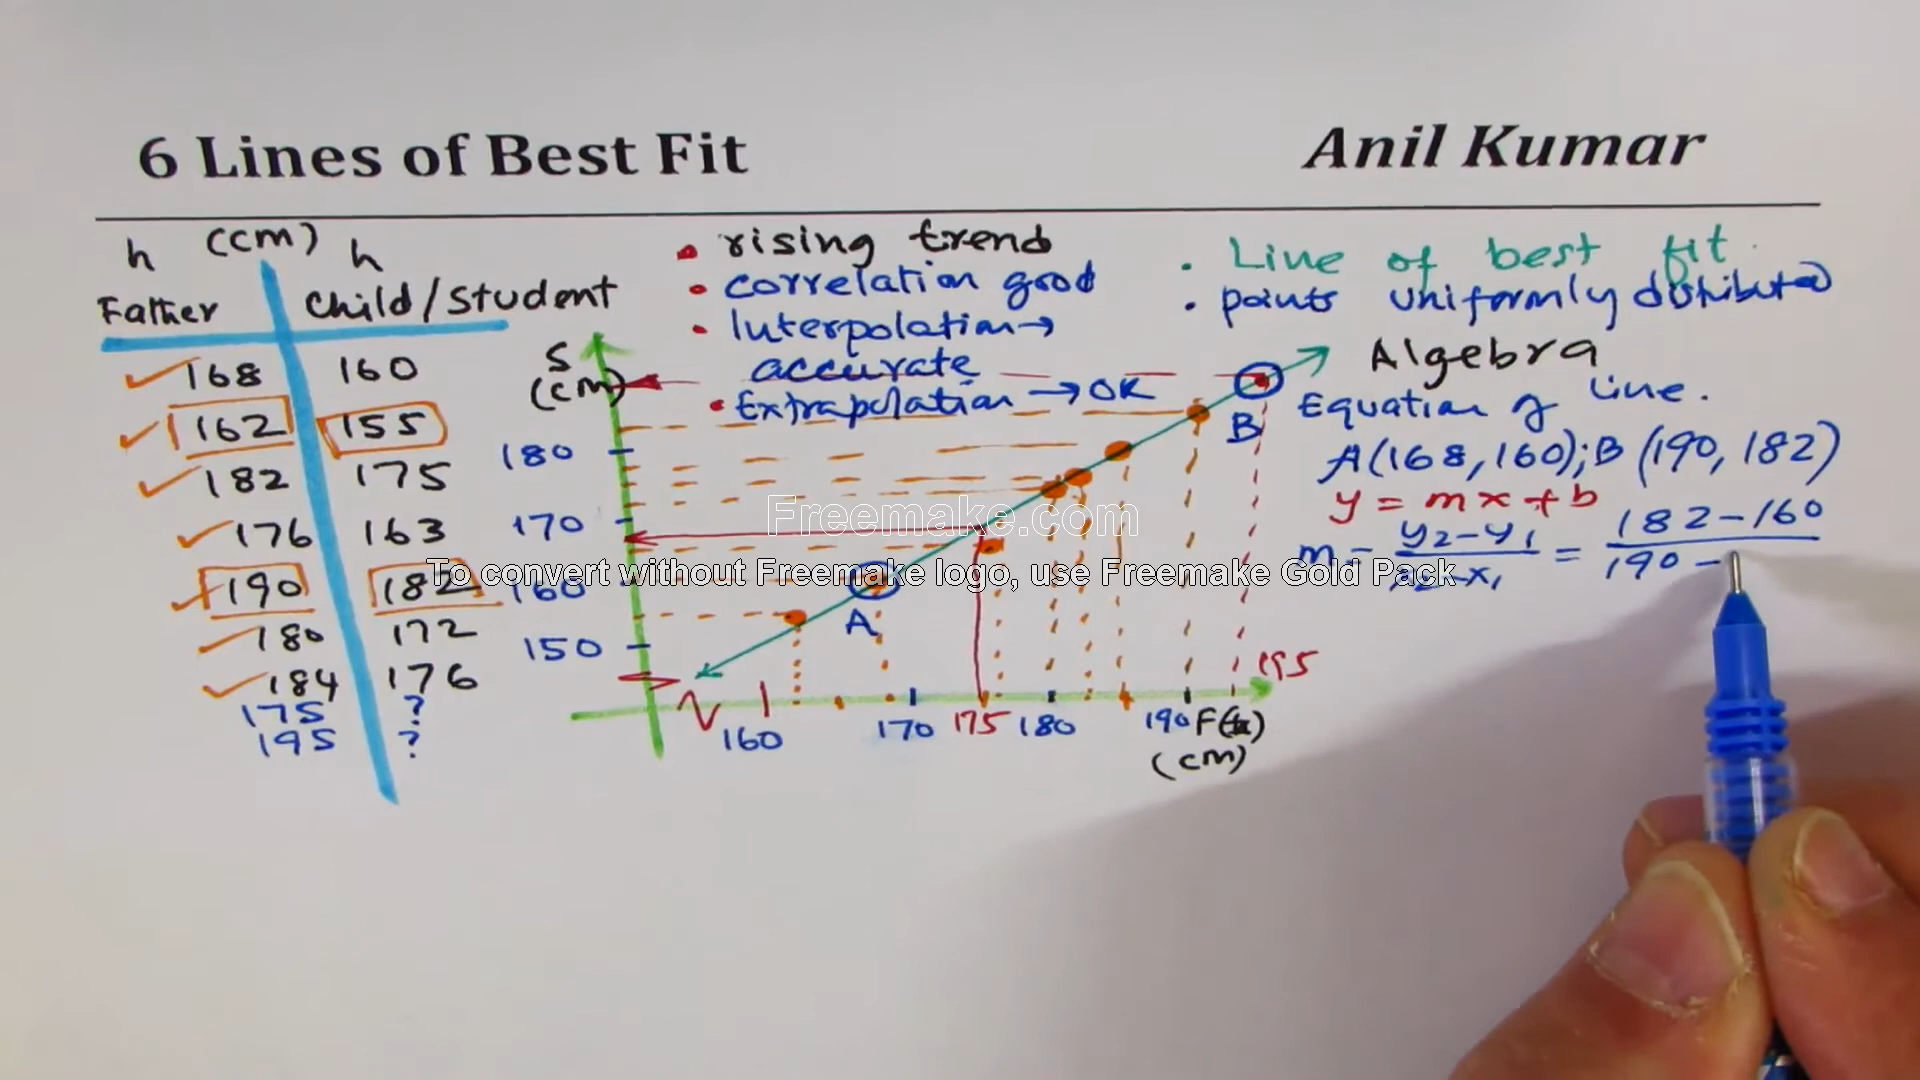 6 Lines of Best Fit
Anil Kumar
h (cm) h
Father Child/Student
168 160
162 155
182 175
176 163
190 182
180 172
184 176
175 ?
195 ?
• rising trend
• correlation good
• Interpolation →
accurate
• Extrapolation → OK
• Line of best fit.
• points uniformly distributed
S
(cm)
180
170
160
150
A
B
160 170 175 180 190
195
(cm)
Algebra
Equation of Line.
A(168,160); B (190, 182)
y = mx + b
m = y2-y1 / x2-x1 = 182-160 / 190-
Freemake.com
To convert without Freemake logo, use Freemake Gold Pack